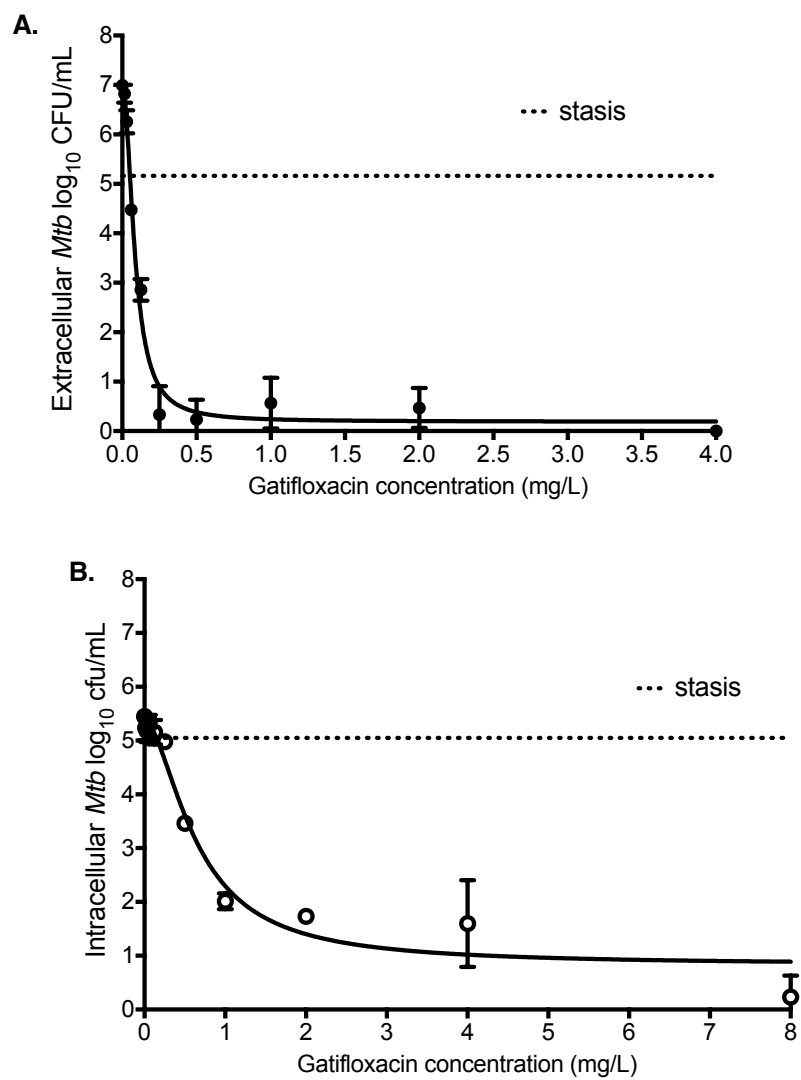 A.
Extracellular Mtb log10 CFU/mL
8
7
6
5
4
3
2
1
0
stasis
0.0 0.5 1.0 1.5 2.0 2.5 3.0 3.5 4.0
Gatifloxacin concentration (mg/L)
B.
Intracellular Mtb log10 cfu/mL
8
7
6
5
4
3
2
1
0
stasis
0 1 2 3 4 5 6 7 8
Gatifloxacin concentration (mg/L)